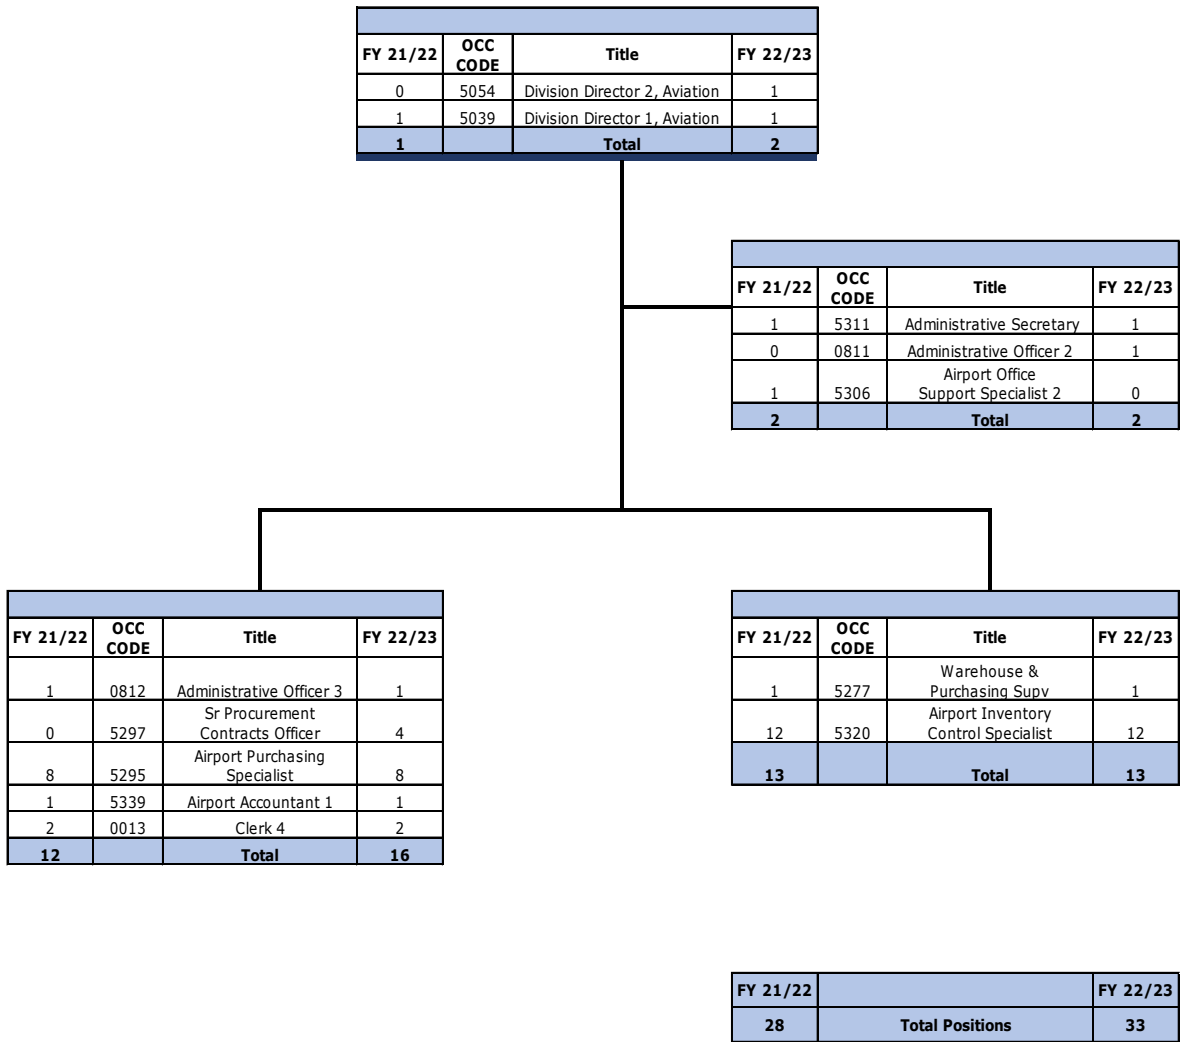 FY 21/22 OCC CODE Title FY 22/23
0 5054 Division Director 2, Aviation 1
1 5039 Division Director 1, Aviation 1
1 Total 2
FY 21/22 OCC CODE Title FY 22/23
1 5311 Administrative Secretary 1
0 0811 Administrative Officer 2 1
1 5306 Airport Office Support Specialist 2 0
2 Total 2
FY 21/22 OCC CODE Title FY 22/23
1 0812 Administrative Officer 3 1
0 5297 Sr Procurement Contracts Officer 4
8 5295 Airport Purchasing Specialist 8
1 5339 Airport Accountant 1 1
2 0013 Clerk 4 2
12 Total 16
FY 21/22 OCC CODE Title FY 22/23
1 5277 Warehouse & Purchasing Supv 1
12 5320 Airport Inventory Control Specialist 12
13 Total 13
FY 21/22 FY 22/23
28 Total Positions 33